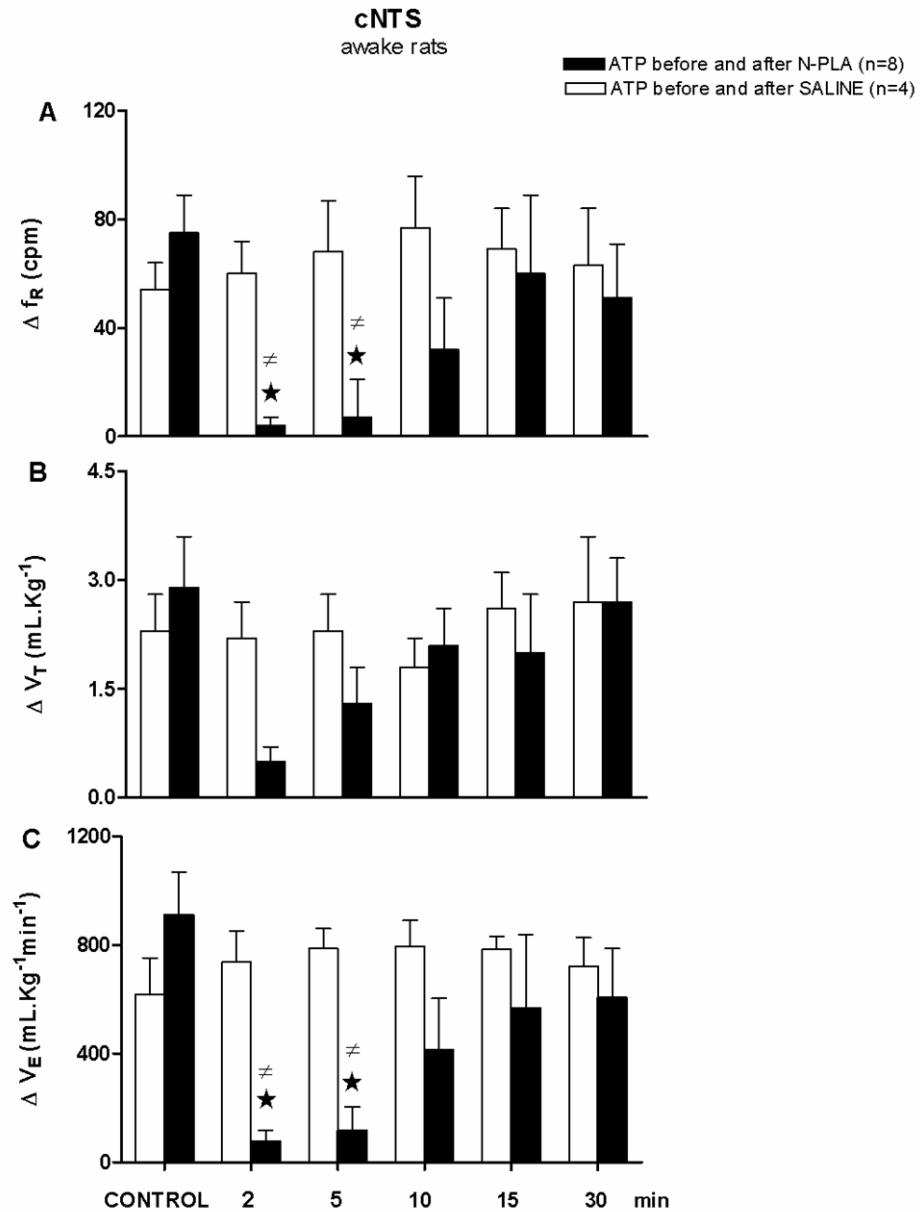 cNTS
awake rats
ATP before and after N-PLA (n=8)
ATP before and after SALINE (n=4)
A
120
80
40
0
Δ fR (cpm)
≠
★
≠
★
B
4.5
3.0
1.5
0.0
Δ VT (mL.Kg⁻¹)
C
1200
800
400
0
Δ VE (mL.Kg⁻¹min⁻¹)
≠
★
≠
★
CONTROL 2 5 10 15 30 min